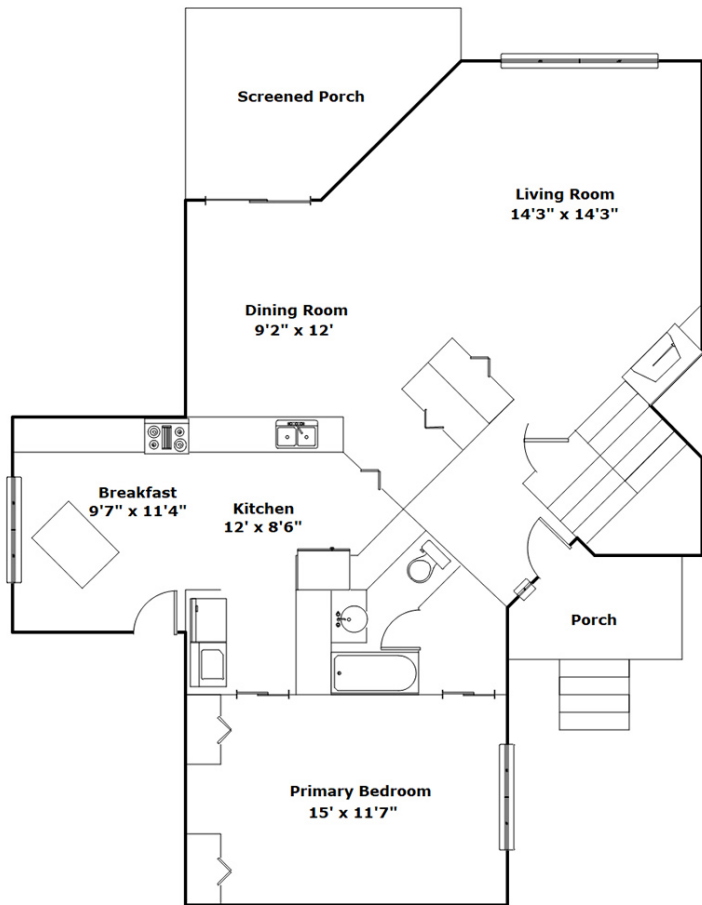 Screened Porch
Living Room
14'3" x 14'3"
Dining Room
9'2" x 12'
Breakfast
9'7" x 11'4"
Kitchen
12' x 8'6"
Porch
Primary Bedroom
15' x 11'7"